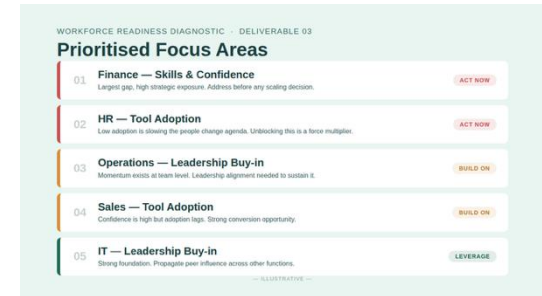 WORKFORCE READINESS DIAGNOSTIC · DELIVERABLE 03
Prioritised Focus Areas
01
Finance — Skills & Confidence
Largest gap, high strategic exposure. Address before any scaling decision.
ACT NOW
02
HR — Tool Adoption
Low adoption is slowing the people change agenda. Unblocking this is a force multiplier.
ACT NOW
03
Operations — Leadership Buy-in
Momentum exists at team level. Leadership alignment needed to sustain it.
BUILD ON
04
Sales — Tool Adoption
Confidence is high but adoption lags. Strong conversion opportunity.
BUILD ON
05
IT — Leadership Buy-in
Strong foundation. Propagate peer influence across other functions.
LEVERAGE
— ILLUSTRATIVE —